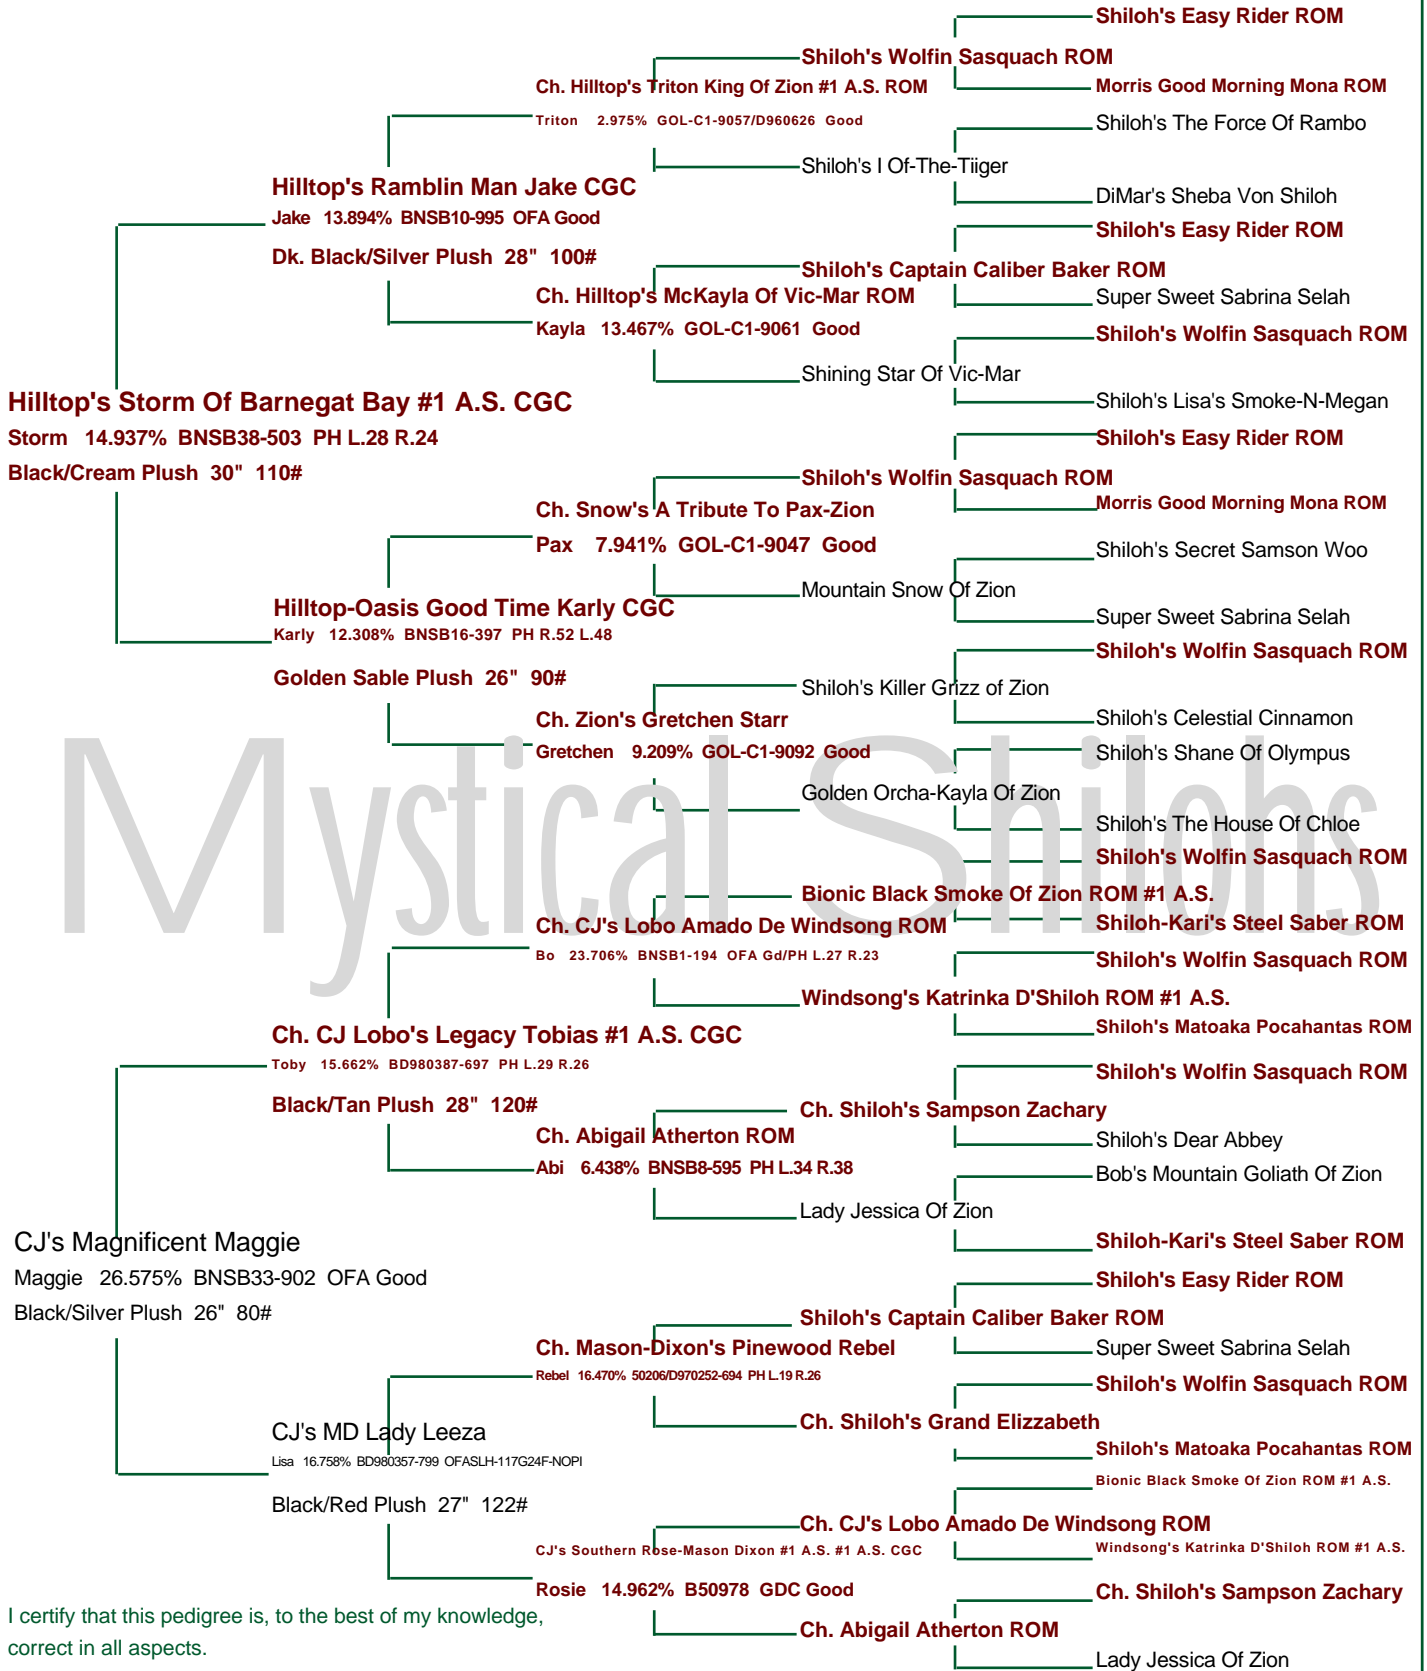 Shiloh's Easy Rider ROM
Shiloh's Wolfin Sasquach ROM
Ch. Hilltop's Triton King Of Zion #1 A.S. ROM
Morris Good Morning Mona ROM
Triton 2.975% GOL-C1-9057/D960626 Good
Shiloh's The Force Of Rambo
Shiloh's I Of-The-Tiiger
Hilltop's Ramblin Man Jake CGC
DiMar's Sheba Von Shiloh
Jake 13.894% BNSB10-995 OFA Good
Shiloh's Easy Rider ROM
Dk. Black/Silver Plush 28" 100#
Shiloh's Captain Caliber Baker ROM
Ch. Hilltop's McKayla Of Vic-Mar ROM
Super Sweet Sabrina Selah
Kayla 13.467% GOL-C1-9061 Good
Shiloh's Wolfin Sasquach ROM
Shining Star Of Vic-Mar
Hilltop's Storm Of Barnegat Bay #1 A.S. CGC
Shiloh's Lisa's Smoke-N-Megan
Storm 14.937% BNSB38-503 PH L.28 R.24
Shiloh's Easy Rider ROM
Black/Cream Plush 30" 110#
Shiloh's Wolfin Sasquach ROM
Ch. Snow's A Tribute To Pax-Zion
Morris Good Morning Mona ROM
Pax 7.941% GOL-C1-9047 Good
Shiloh's Secret Samson Woo
Mountain Snow Of Zion
Hilltop-Oasis Good Time Karly CGC
Super Sweet Sabrina Selah
Karly 12.308% BNSB16-397 PH R.52 L.48
Shiloh's Wolfin Sasquach ROM
Golden Sable Plush 26" 90#
Shiloh's Killer Grizz of Zion
Ch. Zion's Gretchen Starr
Shiloh's Celestial Cinnamon
Gretchen 9.209% GOL-C1-9092 Good
Shiloh's Shane Of Olympus
Golden Orcha-Kayla Of Zion
Shiloh's The House Of Chloe
Mystical Shilohs
Shiloh's Wolfin Sasquach ROM
Bionic Black Smoke Of Zion ROM #1 A.S.
Ch. CJ's Lobo Amado De Windsong ROM
Shiloh-Kari's Steel Saber ROM
Bo 23.706% BNSB1-194 OFA Gd/PH L.27 R.23
Shiloh's Wolfin Sasquach ROM
Windsong's Katrinka D'Shiloh ROM #1 A.S.
Ch. CJ Lobo's Legacy Tobias #1 A.S. CGC
Shiloh's Matoaka Pocahantas ROM
Toby 15.662% BD980387-697 PH L.29 R.26
Shiloh's Wolfin Sasquach ROM
Black/Tan Plush 28" 120#
Ch. Shiloh's Sampson Zachary
Ch. Abigail Atherton ROM
Shiloh's Dear Abbey
Abi 6.438% BNSB8-595 PH L.34 R.38
Bob's Mountain Goliath Of Zion
Lady Jessica Of Zion
CJ's Magnificent Maggie
Shiloh-Kari's Steel Saber ROM
Maggie 26.575% BNSB33-902 OFA Good
Shiloh's Easy Rider ROM
Black/Silver Plush 26" 80#
Shiloh's Captain Caliber Baker ROM
Ch. Mason-Dixon's Pinewood Rebel
Super Sweet Sabrina Selah
Rebel 16.470% 50206/D970252-694 PH L.19 R.26
Shiloh's Wolfin Sasquach ROM
Ch. Shiloh's Grand Elizzabeth
CJ's MD Lady Leeza
Shiloh's Matoaka Pocahantas ROM
Lisa 16.758% BD980357-799 OFASLH-117G24F-NOPI
Bionic Black Smoke Of Zion ROM #1 A.S.
Black/Red Plush 27" 122#
Ch. CJ's Lobo Amado De Windsong ROM
CJ's Southern Rose-Mason Dixon #1 A.S. #1 A.S. CGC
Windsong's Katrinka D'Shiloh ROM #1 A.S.
Rosie 14.962% B50978 GDC Good
Ch. Shiloh's Sampson Zachary
I certify that this pedigree is, to the best of my knowledge,
Ch. Abigail Atherton ROM
correct in all aspects.
Lady Jessica Of Zion